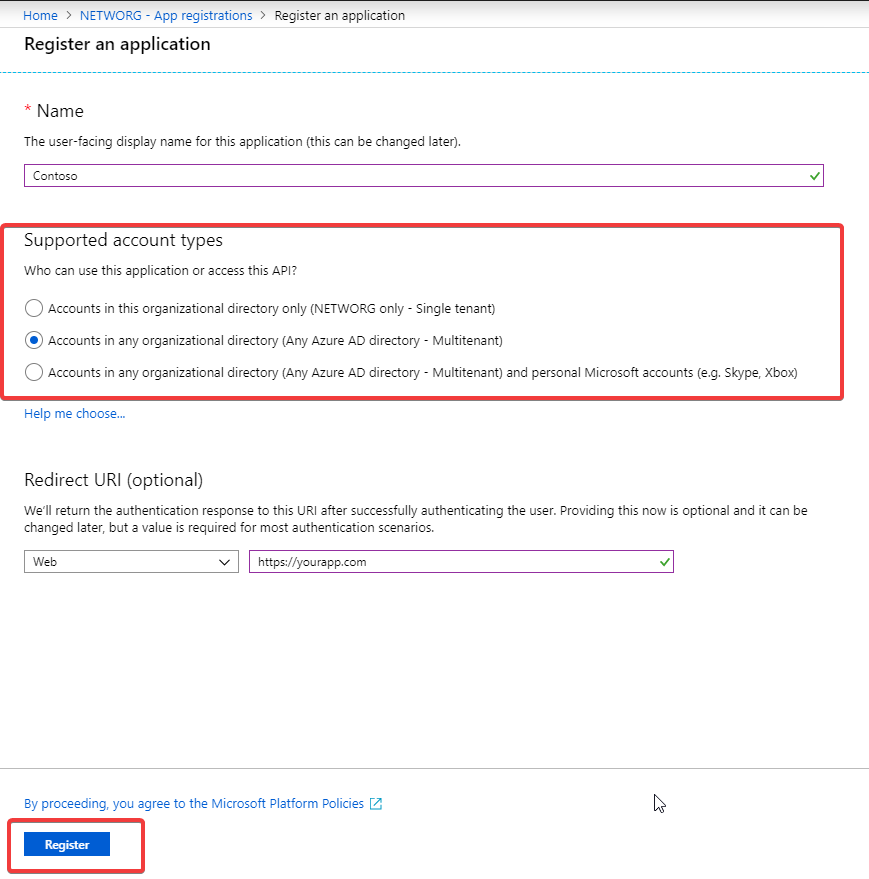 Home > NETWORG - App registrations > Register an application
Register an application
* Name
The user-facing display name for this application (this can be changed later).
Contoso
Supported account types
Who can use this application or access this API?
Accounts in this organizational directory only (NETWORG only - Single tenant)
Accounts in any organizational directory (Any Azure AD directory - Multitenant)
Accounts in any organizational directory (Any Azure AD directory - Multitenant) and personal Microsoft accounts (e.g. Skype, Xbox)
Help me choose...
Redirect URI (optional)
We'll return the authentication response to this URI after successfully authenticating the user. Providing this now is optional and it can be
changed later, but a value is required for most authentication scenarios.
Web https://yourapp.com
By proceeding, you agree to the Microsoft Platform Policies
Register